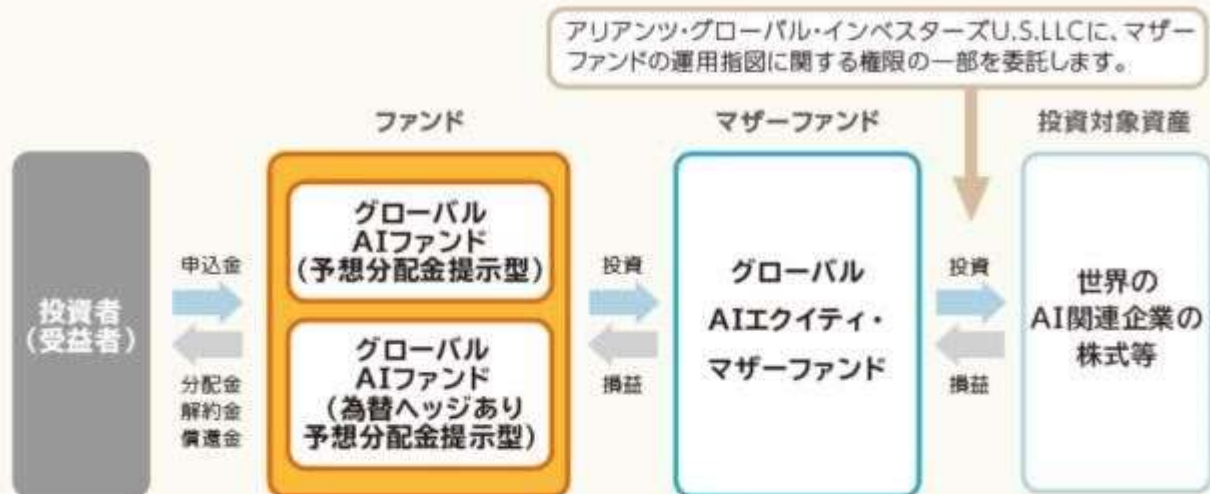 アリアンツ・グローバル・インベスターズU.S.LLCに、マザー
ファンドの運用指図に関する権限の一部を委託します。
ファンド
マザーファンド
投資対象資産
投資者
(受益者)
申込金
分配金
解約金
償還金
グローバル
AIファンド
(予想分配金提示型)
グローバル
AIファンド
(為替ヘッジあり
予想分配金提示型)
投資
損益
グローバル
AIエクイティ・
マザーファンド
投資
損益
世界の
AI関連企業の
株式等